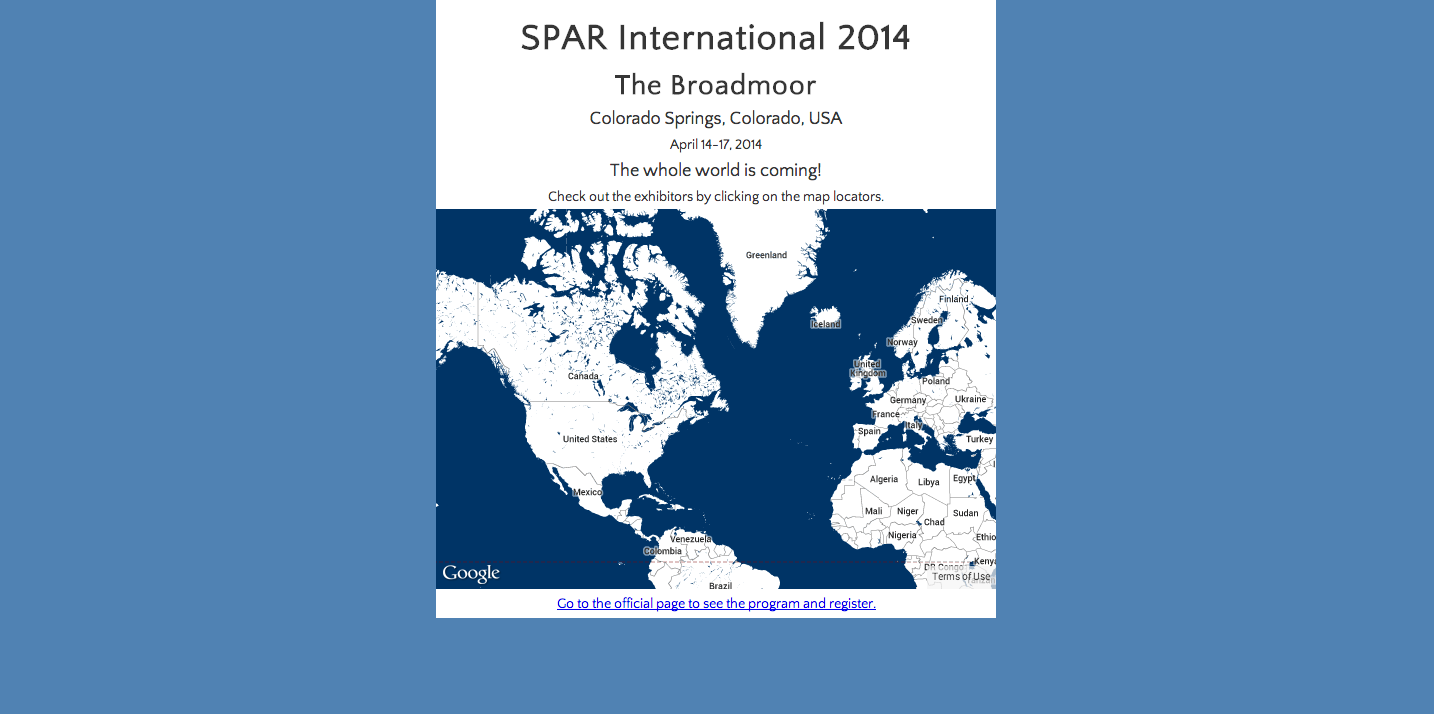 SPAR International 2014
The Broadmoor
Colorado Springs, Colorado, USA
April 14-17, 2014
The whole world is coming!
Check out the exhibitors by clicking on the map locators.
Greenland
Finland
Iceland
Sweden
Norway
United
Kingdom
Canada
Poland
Germany
Ukraine
France
Italy
Spain
United States
Turkey
Algeria
Libya
Egypt
Mexico
Mali
Niger
Sudan
Chad
Nigeria
Ethio
Venezuela
Colombia
Kenya
DR Congo
Google
Terms of Use
Brazil
Go to the official page to see the program and register.